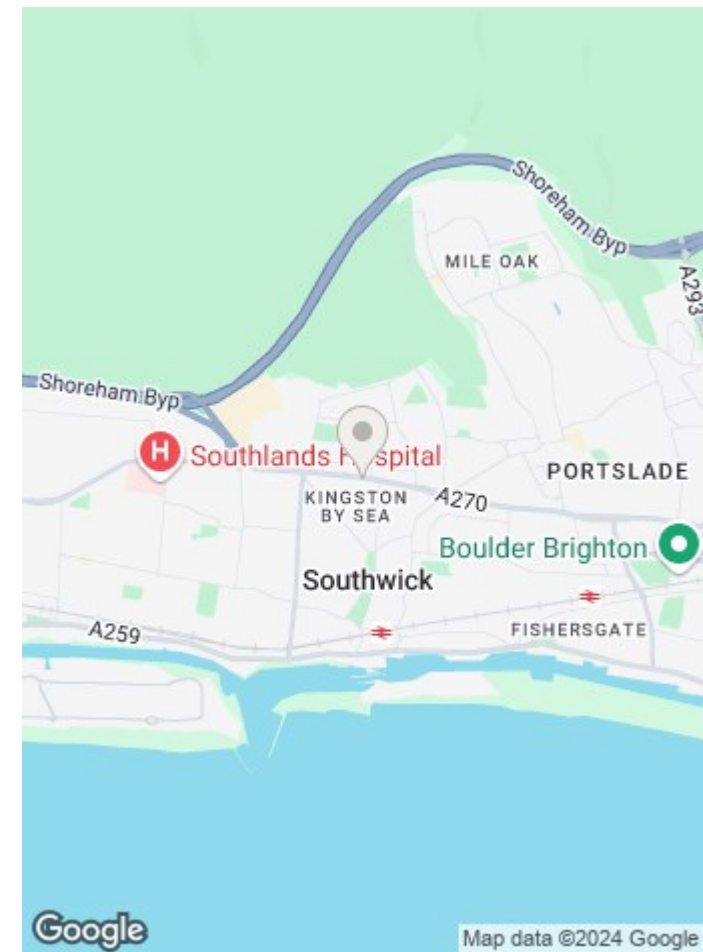 Shoreham Byp
MILE OAK
A293
Shoreham Byp
H
Southlands Hospital
PORTSLADE
KINGSTON
BY SEA
A270
Boulder Brighton
Southwick
A259
FISHERSGATE
Google
Map data ©2024 Google